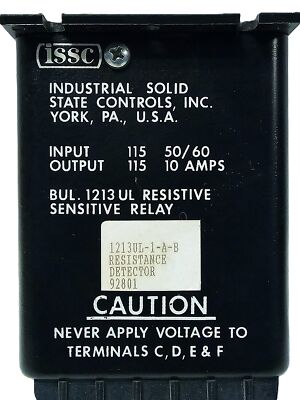 (issc)
INDUSTRIAL SOLID
STATE CONTROLS, INC.
YORK, PA., U.S.A.
INPUT 115 50/60
OUTPUT 115 10 AMPS
BUL. 1213 UL RESISTIVE
SENSITIVE RELAY
1213UL-1-A-B
RESISTANCE
DETECTOR
92801
CAUTION
NEVER APPLY VOLTAGE TO
TERMINALS C, D, E & F